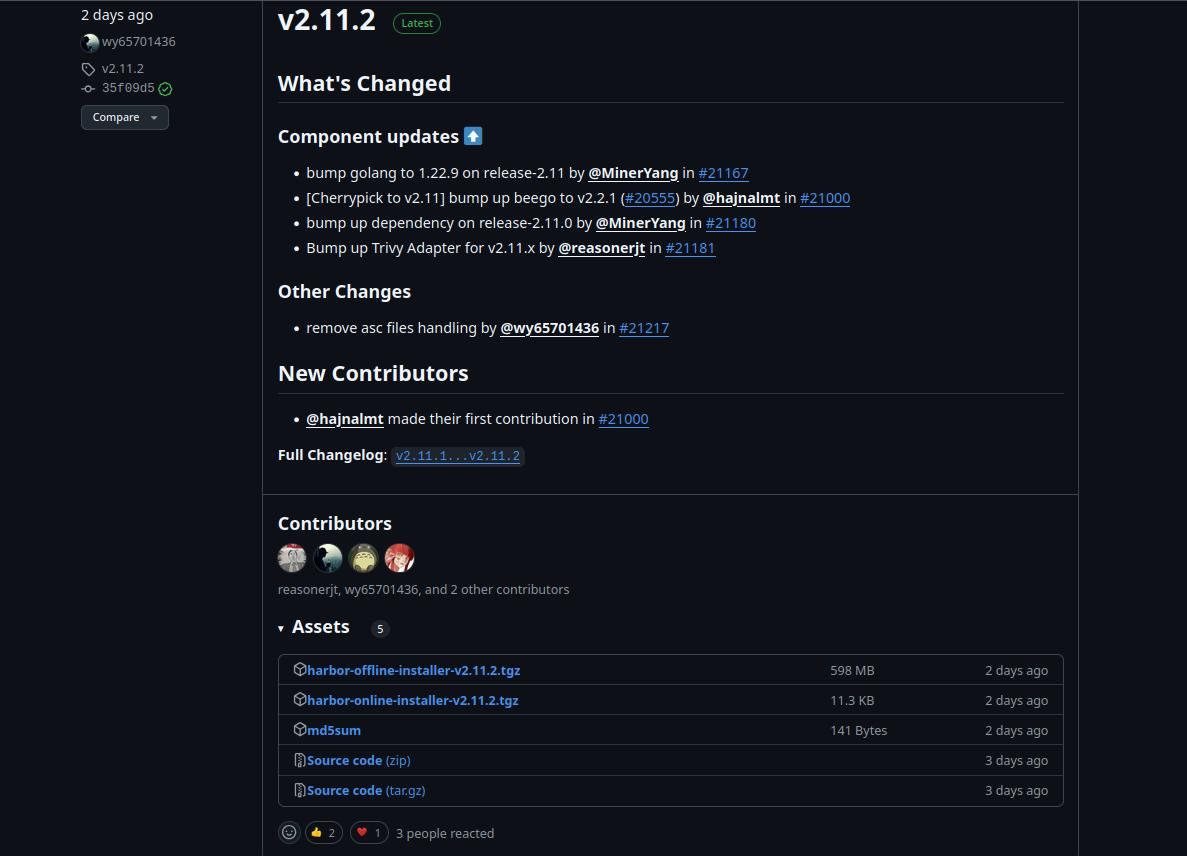 2 days ago
wy65701436
v2.11.2
35f09d5
Compare
v2.11.2 Latest
What's Changed
Component updates
bump golang to 1.22.9 on release-2.11 by @MinerYang in #21167
[Cherrypick to v2.11] bump up beego to v2.2.1 (#20555) by @hajnalmt in #21000
bump up dependency on release-2.11.0 by @MinerYang in #21180
Bump up Trivy Adapter for v2.11.x by @reasonerjt in #21181
Other Changes
remove asc files handling by @wy65701436 in #21217
New Contributors
@hajnalmt made their first contribution in #21000
Full Changelog: v2.11.1...v2.11.2
Contributors
reasonerjt, wy65701436, and 2 other contributors
Assets 5
harbor-offline-installer-v2.11.2.tgz 598 MB 2 days ago
harbor-online-installer-v2.11.2.tgz 11.3 KB 2 days ago
md5sum 141 Bytes 2 days ago
Source code (zip) 3 days ago
Source code (tar.gz) 3 days ago
2 1 3 people reacted